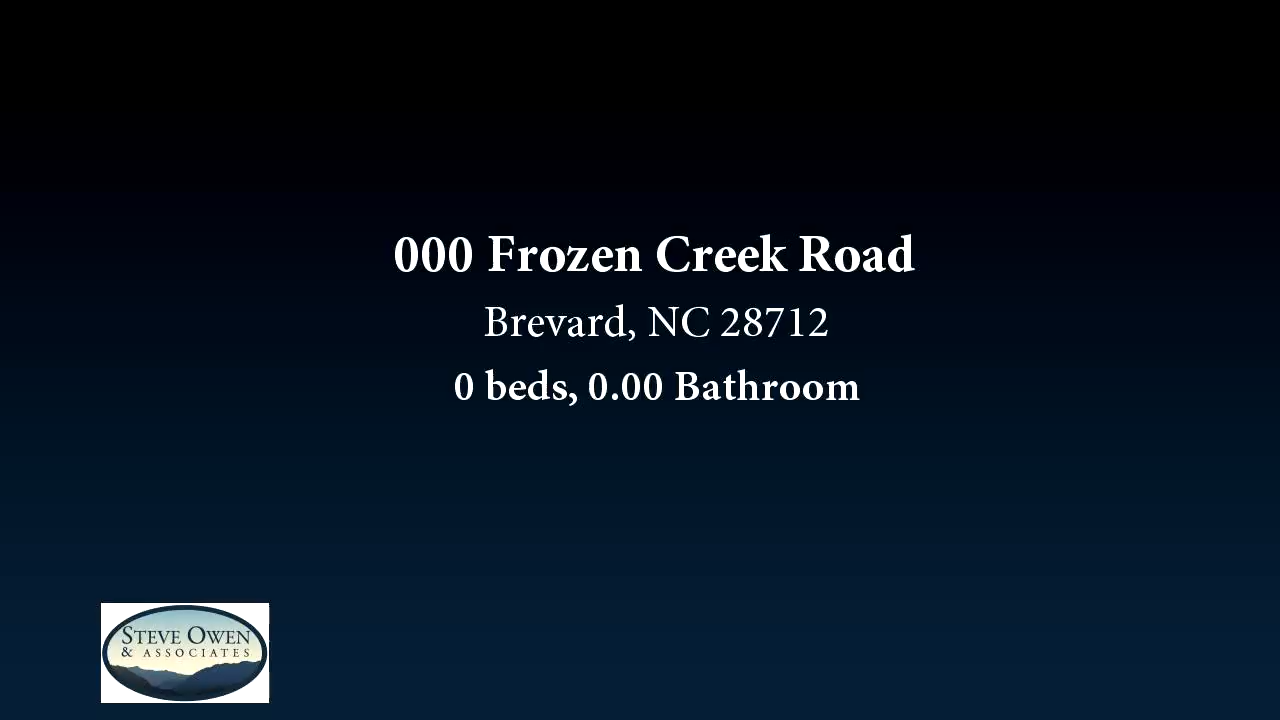 000 Frozen Creek Road
Brevard, NC 28712
0 beds, 0.00 Bathroom
STEVE OWEN
& ASSOCIATES